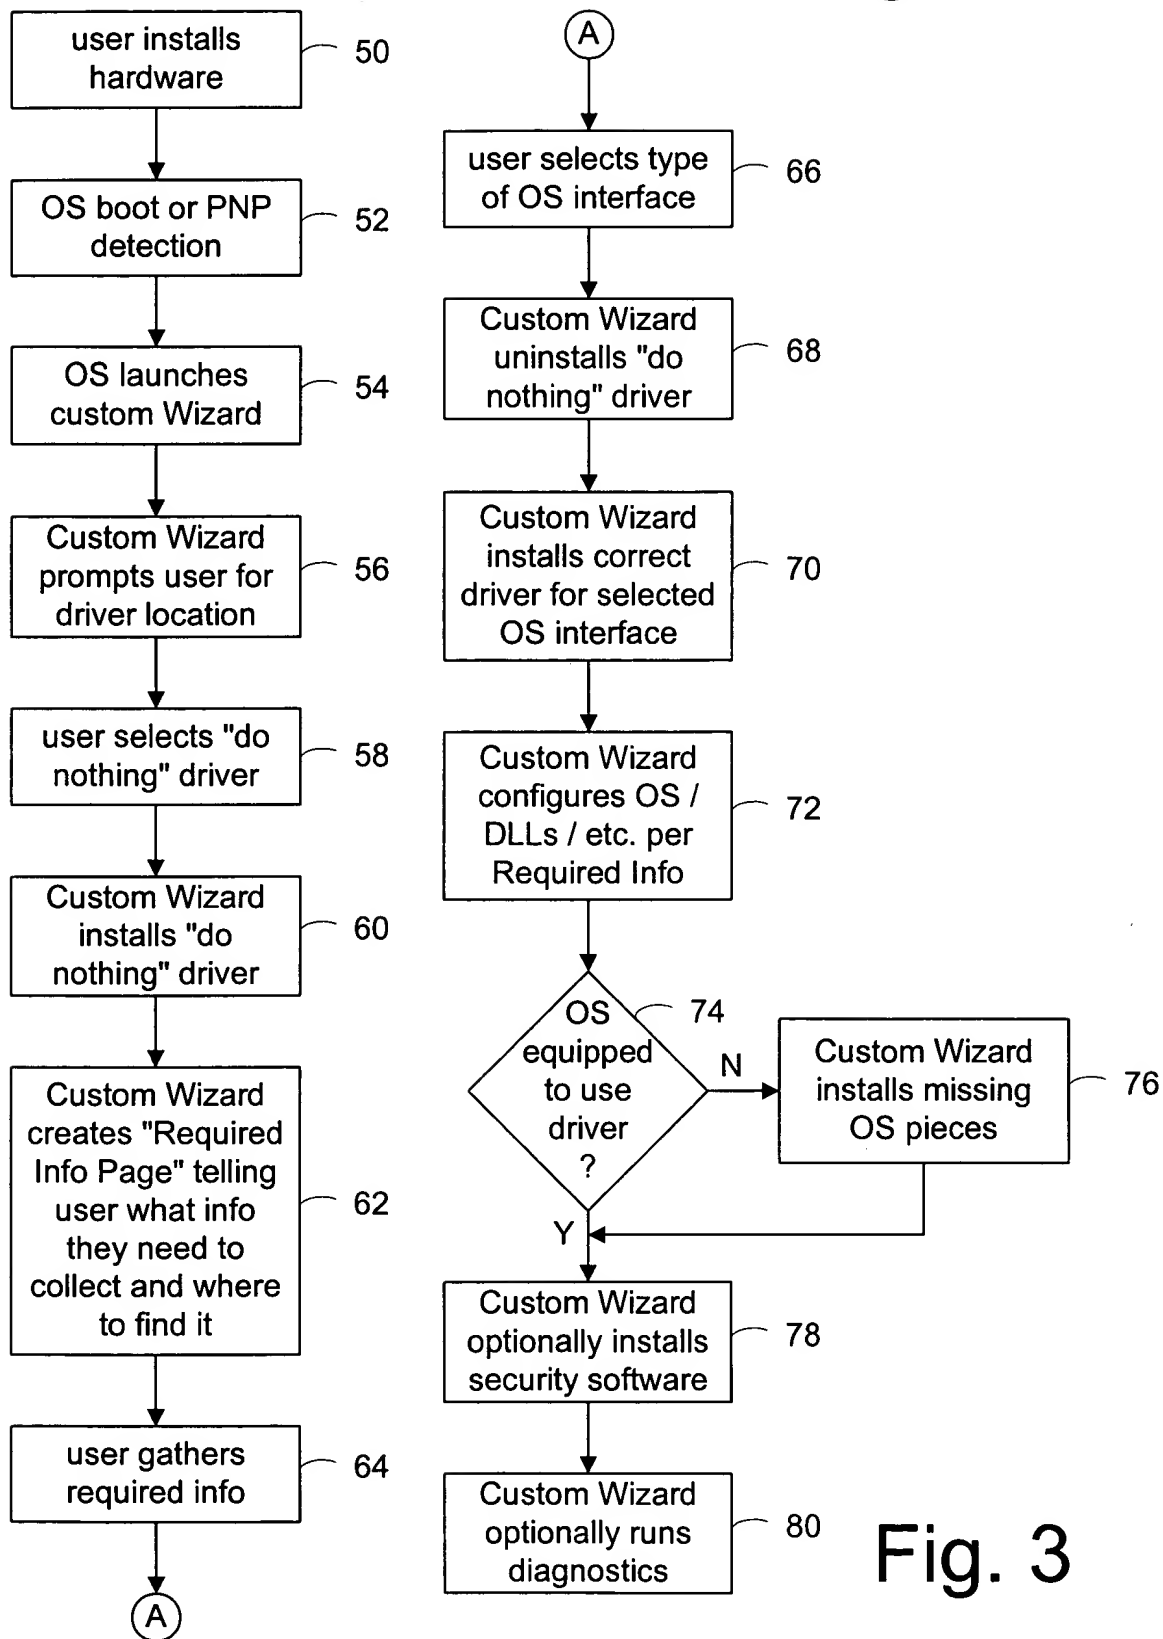 user installs
hardware
50
OS boot or PNP
detection
52
OS launches
custom Wizard
54
Custom Wizard
prompts user for
driver location
56
user selects "do
nothing" driver
58
Custom Wizard
installs "do
nothing" driver
60
Custom Wizard
creates "Required
Info Page" telling
user what info
they need to
collect and where
to find it
62
user gathers
required info
64
A
A
user selects type
of OS interface
66
Custom Wizard
uninstalls "do
nothing" driver
68
Custom Wizard
installs correct
driver for selected
OS interface
70
Custom Wizard
configures OS /
DLLs / etc. per
Required Info
72
OS
equipped
to use
driver
?
74
N
Custom Wizard
installs missing
OS pieces
76
Y
Custom Wizard
optionally installs
security software
78
Custom Wizard
optionally runs
diagnostics
80
Fig. 3